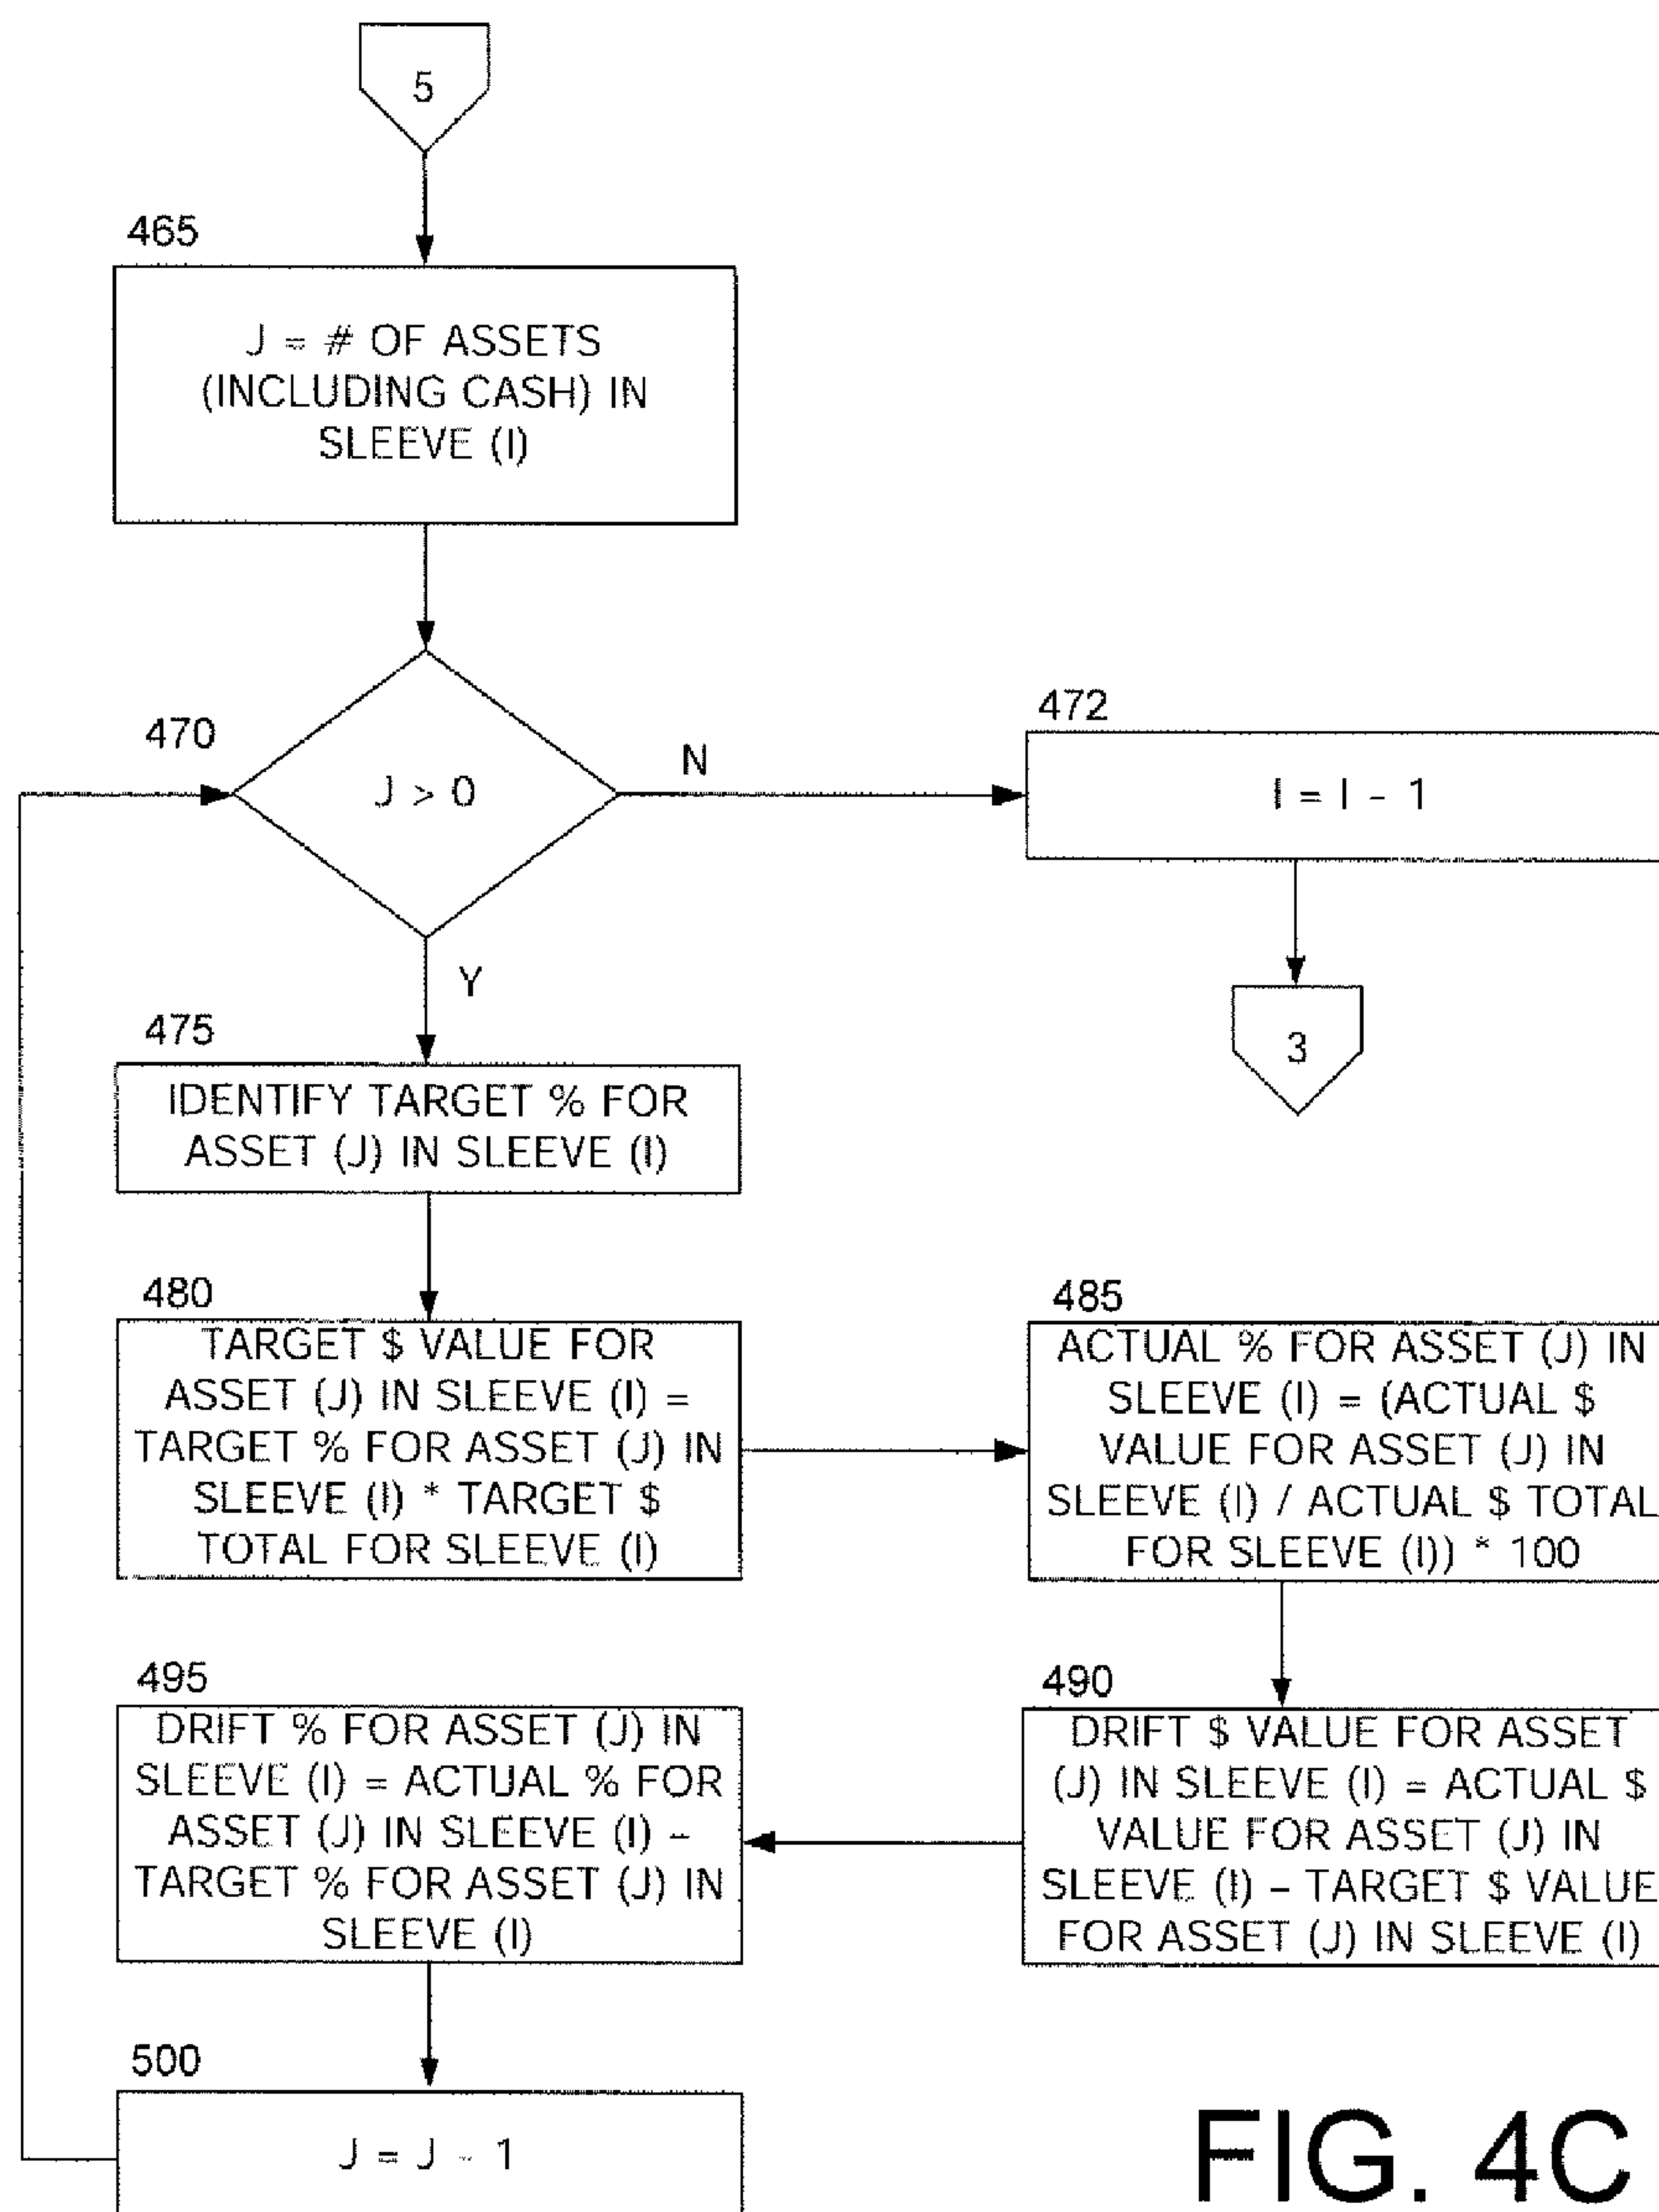 5
465
J = # OF ASSETS
(INCLUDING CASH) IN
SLEEVE (I)
470
J > 0
N
472
I = I - 1
3
Y
475
IDENTIFY TARGET % FOR
ASSET (J) IN SLEEVE (I)
480
TARGET $ VALUE FOR
ASSET (J) IN SLEEVE (I) =
TARGET % FOR ASSET (J) IN
SLEEVE (I) * TARGET $
TOTAL FOR SLEEVE (I)
485
ACTUAL % FOR ASSET (J) IN
SLEEVE (I) = (ACTUAL $
VALUE FOR ASSET (J) IN
SLEEVE (I) / ACTUAL $ TOTAL
FOR SLEEVE (I)) * 100
490
DRIFT $ VALUE FOR ASSET
(J) IN SLEEVE (I) = ACTUAL $
VALUE FOR ASSET (J) IN
SLEEVE (I) – TARGET $ VALUE
FOR ASSET (J) IN SLEEVE (I)
495
DRIFT % FOR ASSET (J) IN
SLEEVE (I) = ACTUAL % FOR
ASSET (J) IN SLEEVE (I) –
TARGET % FOR ASSET (J) IN
SLEEVE (I)
500
J = J - 1
FIG. 4C